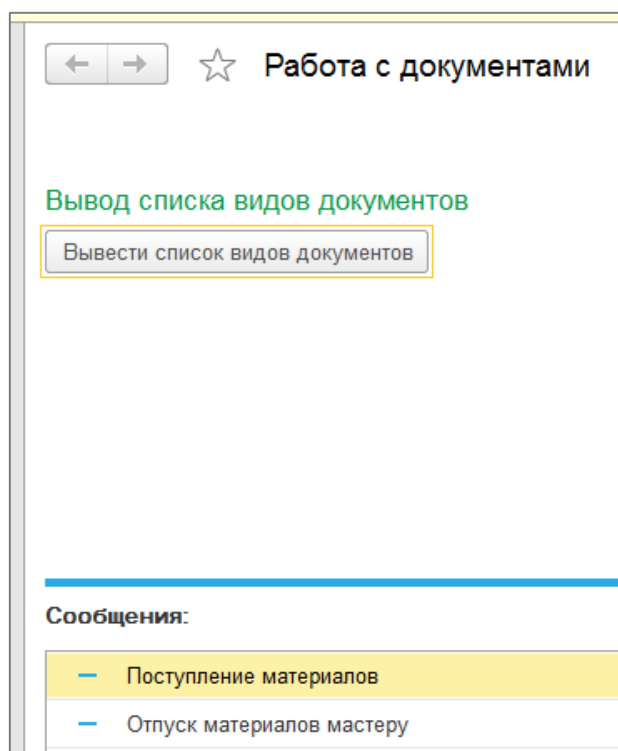 Работа с документами
Вывод списка видов документов
Вывести список видов документов
Сообщения:
Поступление материалов
Отпуск материалов мастеру